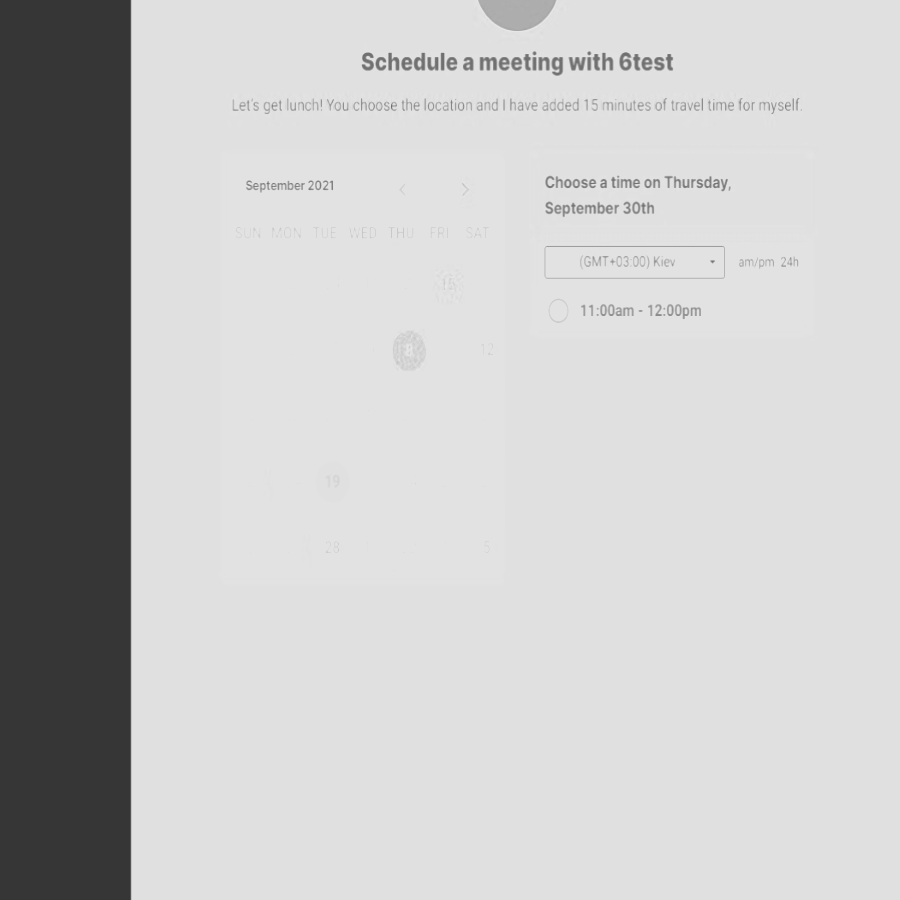 Schedule a meeting with 6test
Let's get lunch! You choose the location and I have added 15 minutes of travel time for myself.
September 2021
SUN MON TUE WED THU FRI SAT
8 12
19
28 5
Choose a time on Thursday,
September 30th
(GMT+03:00) Kiev
am/pm 24h
11:00am - 12:00pm